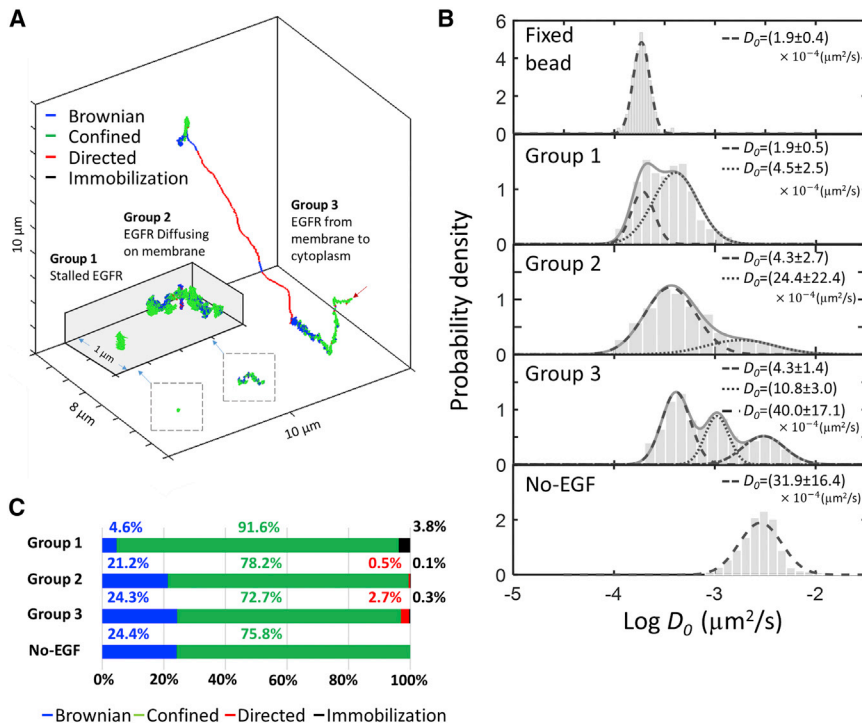 A
Brownian
Confined
Directed
Immobilization
10 μm
Group 1
Stalled EGFR
Group 2
EGFR Diffusing
on membrane
Group 3
EGFR from
membrane to
cytoplasm
1 μm
8 μm
10 μm
B
Probability density
Fixed
bead
D0=(1.9±0.4)
×10−4(μm2/s)
6
4
2
0
Group 1
D0=(1.9±0.5)
D0=(4.5±2.5)
×10−4(μm2/s)
1
0
Group 2
D0=(4.3±2.7)
D0=(24.4±22.4)
×10−4(μm2/s)
1
0
Group 3
D0=(4.3±1.4)
D0=(10.8±3.0)
D0=(40.0±17.1)
×10−4(μm2/s)
1
0
No-EGF
D0=(31.9±16.4)
×10−4(μm2/s)
2
1
0
-5 -4 -3 -2
Log D0 (μm2/s)
C
4.6% 91.6% 3.8%
Group 1
21.2% 78.2% 0.5% 0.1%
Group 2
24.3% 72.7% 2.7% 0.3%
Group 3
24.4% 75.8%
No-EGF
0% 20% 40% 60% 80% 100%
Brownian Confined Directed Immobilization